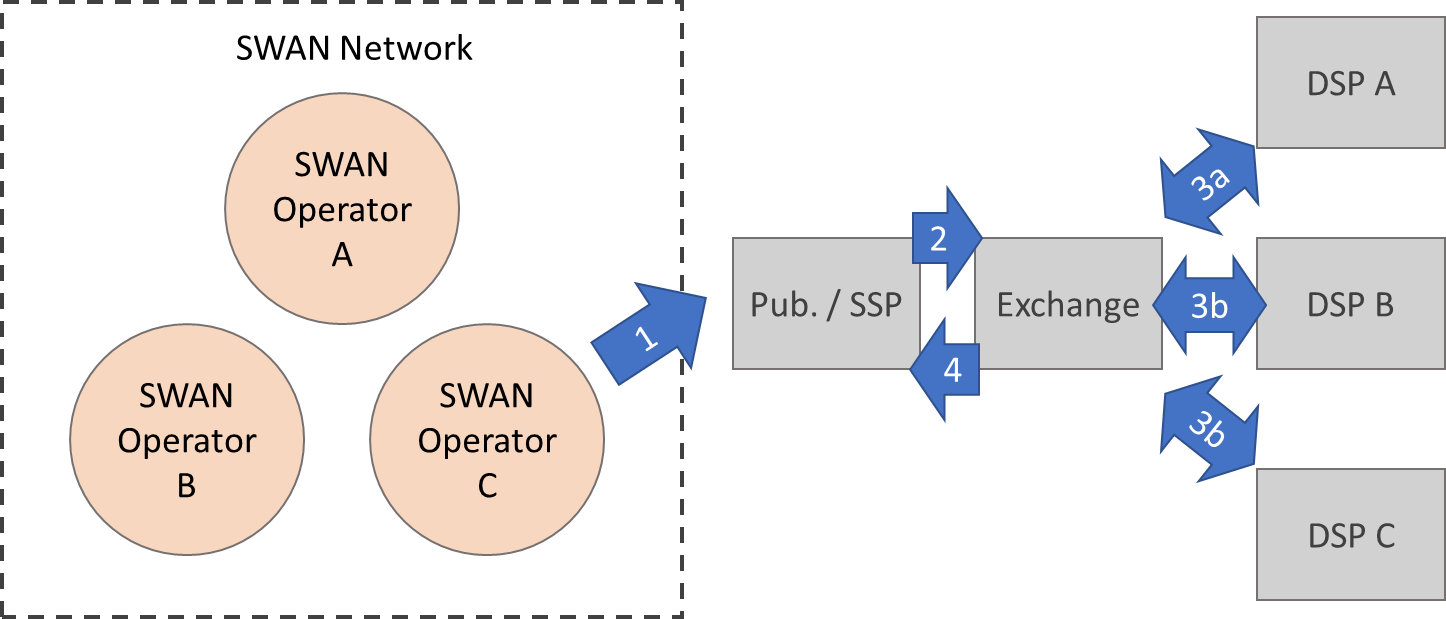 SWAN Network
SWAN
Operator
A
SWAN
Operator
B
SWAN
Operator
C
1
Pub. / SSP
2
4
Exchange
3a
3b
3b
DSP A
DSP B
DSP C